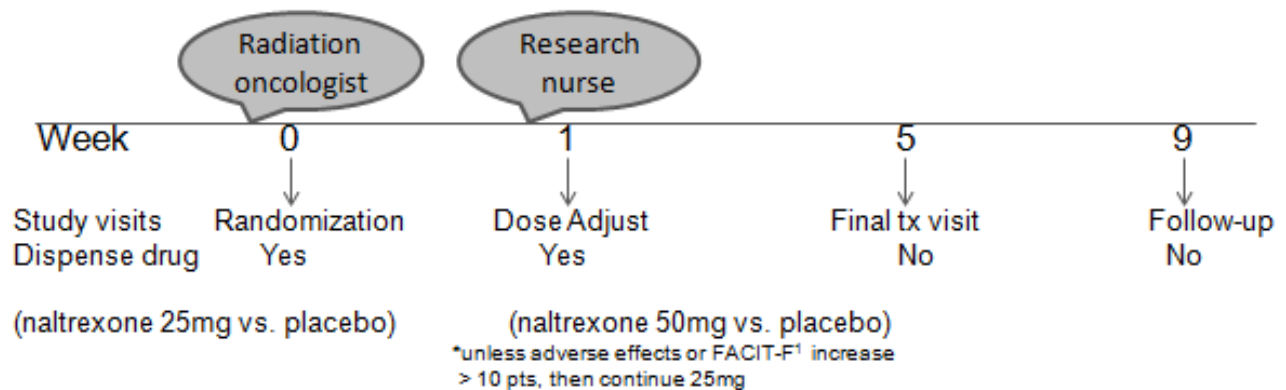 Radiation
oncologist
Research
nurse
Week 0 1 5 9
Study visits Randomization Dose Adjust Final tx visit Follow-up
Dispense drug Yes Yes No No
(naltrexone 25mg vs. placebo) (naltrexone 50mg vs. placebo)
*unless adverse effects or FACIT-F¹ increase
> 10 pts, then continue 25mg